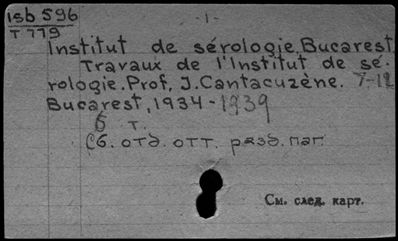 isb 596
T 779
- 1 -
Institut de sérologie, Bucarest
Travaux de l'Institut de sé-
rologie. Prof. J. Cantacuzène. 7-12
Bucarest, 1934-1939
6 т.
Сб. отд. отт. разд. паг.
См. след. карт.